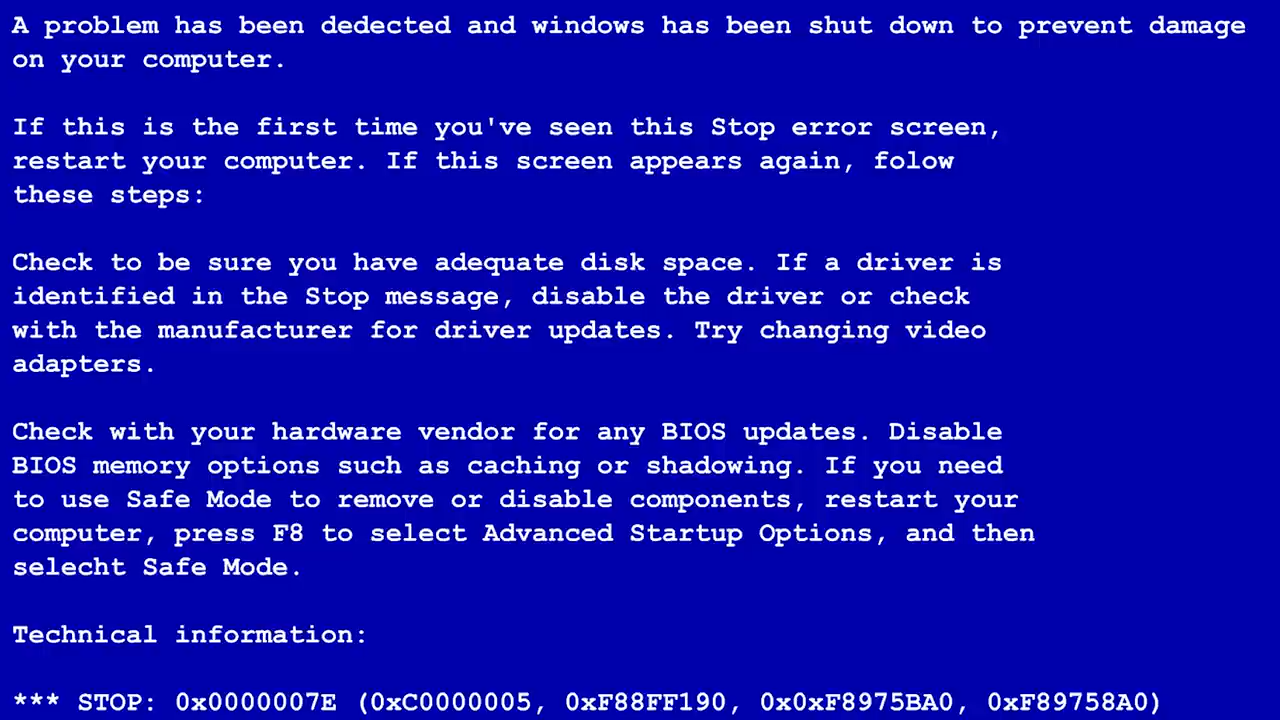 A problem has been dedected and windows has been shut down to prevent damage
on your computer.
If this is the first time you've seen this Stop error screen,
restart your computer. If this screen appears again, folow
these steps:
Check to be sure you have adequate disk space. If a driver is
identified in the Stop message, disable the driver or check
with the manufacturer for driver updates. Try changing video
adapters.
Check with your hardware vendor for any BIOS updates. Disable
BIOS memory options such as caching or shadowing. If you need
to use Safe Mode to remove or disable components, restart your
computer, press F8 to select Advanced Startup Options, and then
selecht Safe Mode.
Technical information:
*** STOP: 0x0000007E (0xC0000005, 0xF88FF190, 0x0xF8975BA0, 0xF89758A0)